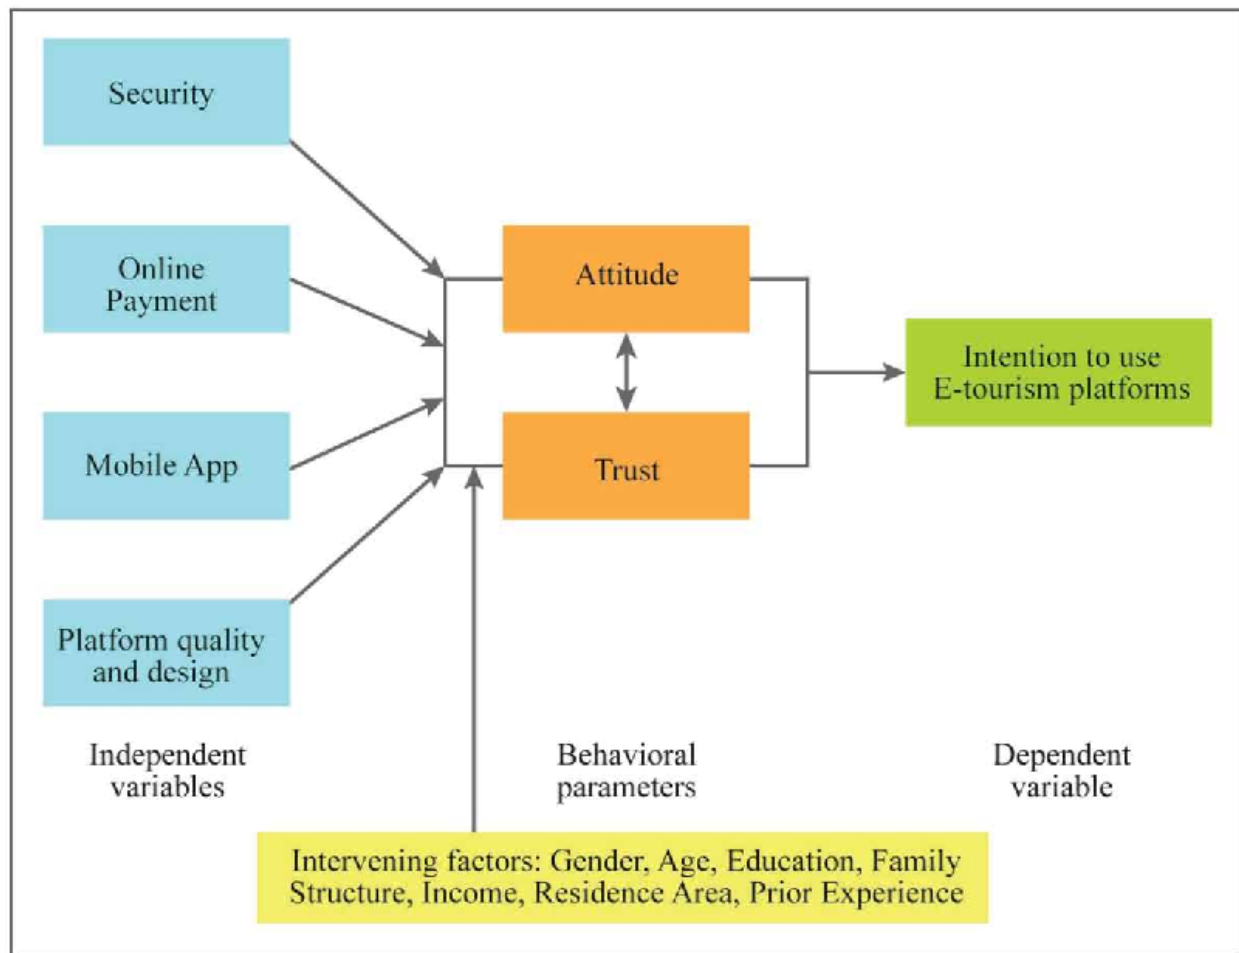 Security
Online
Payment
Mobile App
Platform quality
and design
Attitude
Trust
Intention to use
E-tourism platforms
Independent
variables
Behavioral
parameters
Dependent
variable
Intervening factors: Gender, Age, Education, Family
Structure, Income, Residence Area, Prior Experience